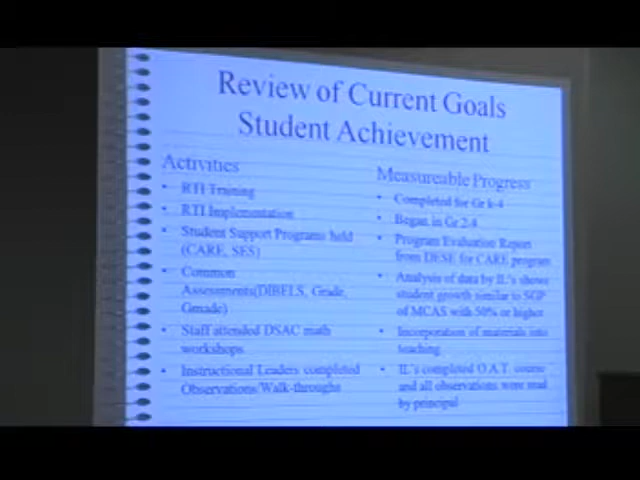 Review of Current Goals
Student Achievement
Activities
• RTI Training
• RTI Implementation
• Student Support Programs held
(CARE, SES)
• Common
Assessments(DIBELS, Grade,
Gmade)
• Staff attended DSAC math
workshops
• Instructional Leaders completed
Observations/Walk-throughs
Measureable Progress
• Completed for Gr k-4
• Began in Gr 2-4
• Program Evaluation Report
from DESE for CARE program
• Analysis of data by IL's shows
student growth similar to SGP
of MCAS with 50% or higher
• Incorporation of materials into
teaching
• IL's completed O.A.T. course
and all observations were read
by principal